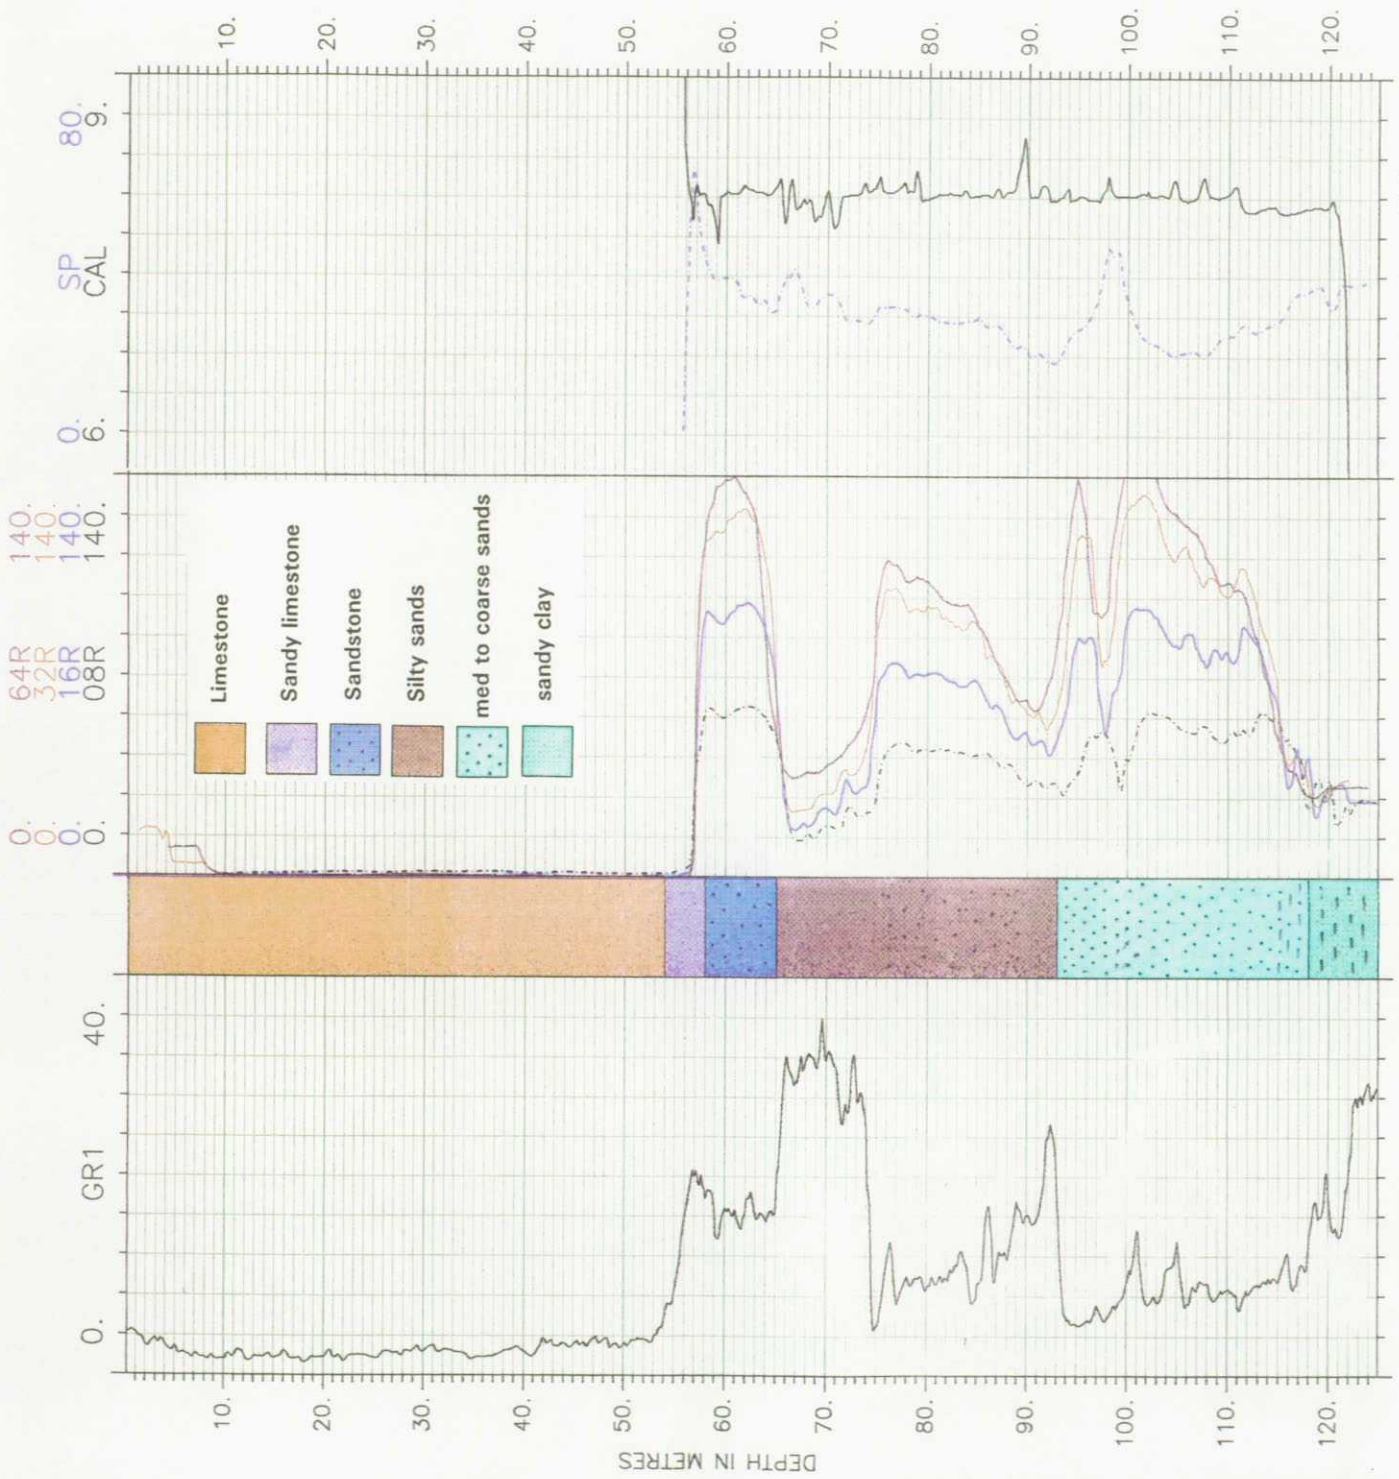 10. 20. 30. 40. 50. 60. 70. 80. 90. 100. 110. 120.
0. SP 80.
6. CAL 9.
0. 64R 140.
0. 32R 140.
0. 16R 140.
0. 08R 140.
Limestone
Sandy limestone
Sandstone
Silty sands
med to coarse sands
sandy clay
0. GR1 40.
10. 20. 30. 40. 50. 60. 70. 80. 90. 100. 110. 120.
DEPTH IN METRES